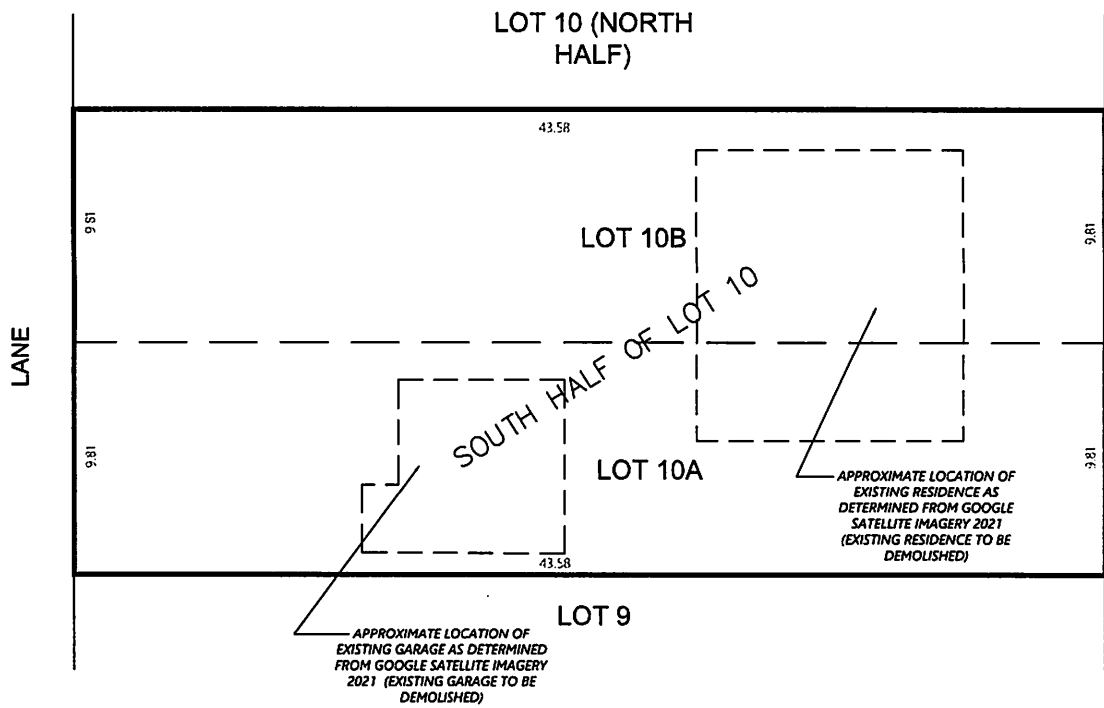 LOT 10 (NORTH
HALF)
43.58
9.81
9.81
LOT 10B
SOUTH HALF OF LOT 10
LANE
9.81
9.81
LOT 10A
APPROXIMATE LOCATION OF
EXISTING RESIDENCE AS
DETERMINED FROM GOOGLE
SATELLITE IMAGERY 2021
(EXISTING RESIDENCE TO BE
DEMOLISHED)
43.58
LOT 9
APPROXIMATE LOCATION OF
EXISTING GARAGE AS DETERMINED
FROM GOOGLE SATELLITE IMAGERY
2021 (EXISTING GARAGE TO BE
DEMOLISHED)